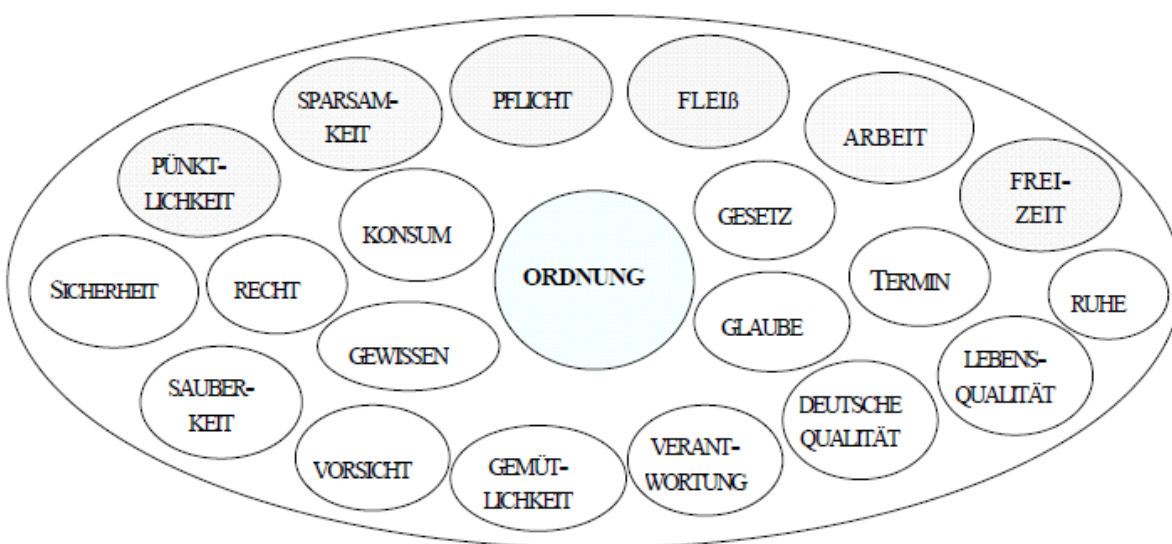 SPARSAM-
KEIT
PFLICHT
FLEIß
ARBEIT
FREI-
ZEIT
PÜNKT-
LICHKEIT
KONSUM
GESETZ
ORDNUNG
SICHERHEIT
RECHT
TERMIN
RUHE
GLAUBE
GEWISSEN
LEBENS-
QUALITÄT
SAUBER-
KEIT
DEUTSCHE
QUALITÄT
VORSICHT
GEMÜT-
LICHKEIT
VERANT-
WORTUNG